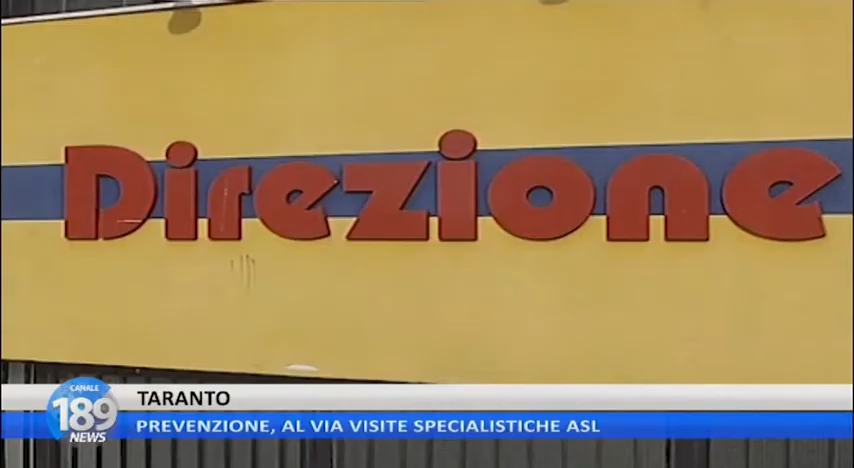 Direzione
TARANTO
CANALE
189
NEWS
PREVENZIONE, AL VIA VISITE SPECIALISTICHE ASL